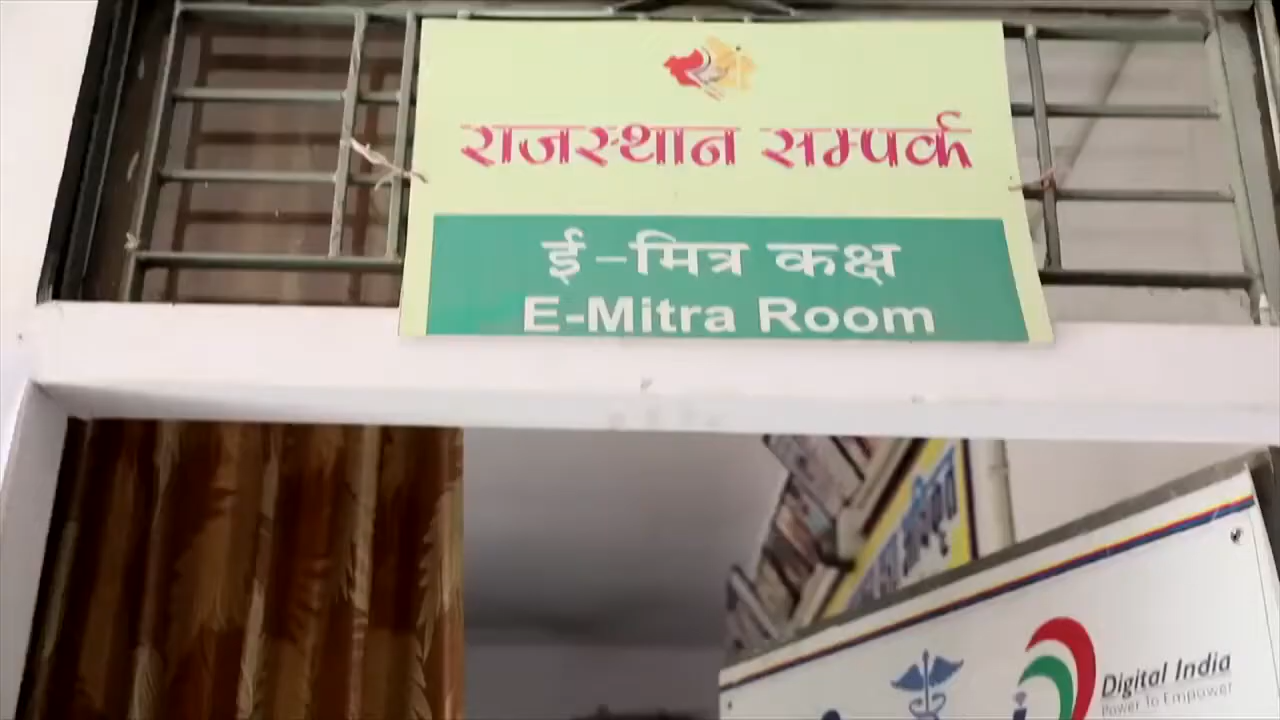 राजस्थान सम्पर्क
ई-मित्र कक्ष
E-Mitra Room
Digital India
Power To Empower